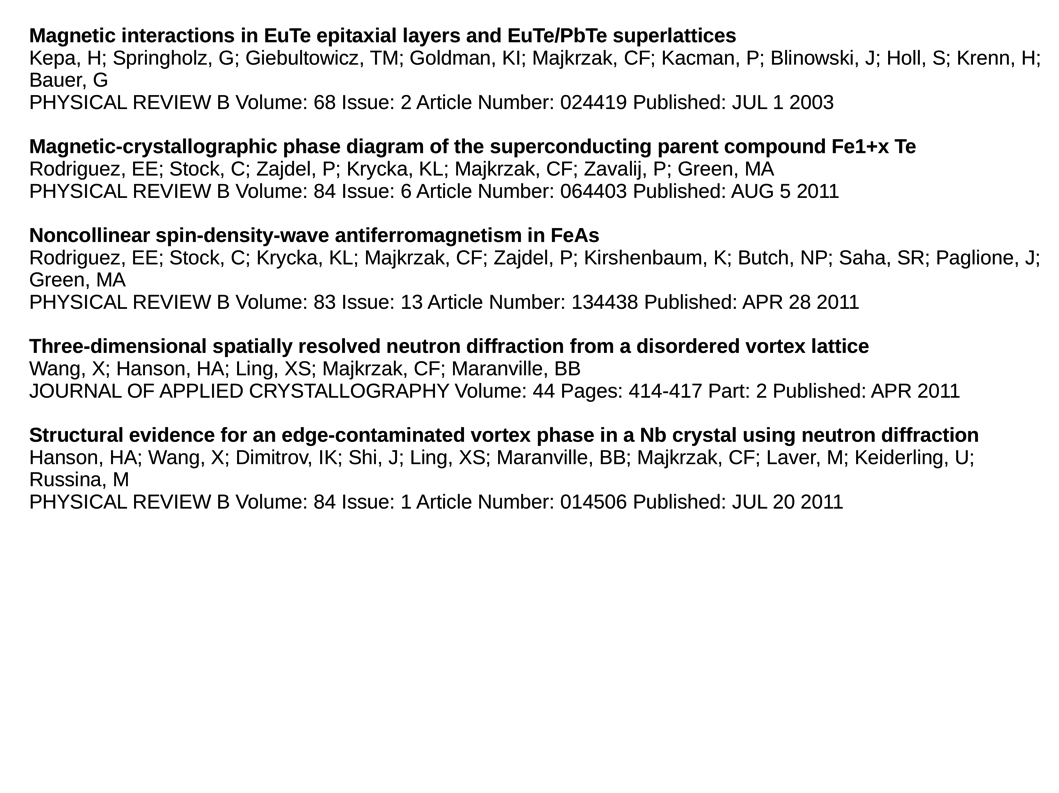 Magnetic interactions in EuTe epitaxial layers and EuTe/PbTe superlattices
Kepa, H; Springholz, G; Giebultowicz, TM; Goldman, KI; Majkrzak, CF; Kacman, P; Blinowski, J; Holl, S; Krenn, H;
Bauer, G
PHYSICAL REVIEW B Volume: 68 Issue: 2 Article Number: 024419 Published: JUL 1 2003
Magnetic-crystallographic phase diagram of the superconducting parent compound Fe1+x Te
Rodriguez, EE; Stock, C; Zajdel, P; Krycka, KL; Majkrzak, CF; Zavalij, P; Green, MA
PHYSICAL REVIEW B Volume: 84 Issue: 6 Article Number: 064403 Published: AUG 5 2011
Noncollinear spin-density-wave antiferromagnetism in FeAs
Rodriguez, EE; Stock, C; Krycka, KL; Majkrzak, CF; Zajdel, P; Kirshenbaum, K; Butch, NP; Saha, SR; Paglione, J;
Green, MA
PHYSICAL REVIEW B Volume: 83 Issue: 13 Article Number: 134438 Published: APR 28 2011
Three-dimensional spatially resolved neutron diffraction from a disordered vortex lattice
Wang, X; Hanson, HA; Ling, XS; Majkrzak, CF; Maranville, BB
JOURNAL OF APPLIED CRYSTALLOGRAPHY Volume: 44 Pages: 414-417 Part: 2 Published: APR 2011
Structural evidence for an edge-contaminated vortex phase in a Nb crystal using neutron diffraction
Hanson, HA; Wang, X; Dimitrov, IK; Shi, J; Ling, XS; Maranville, BB; Majkrzak, CF; Laver, M; Keiderling, U;
Russina, M
PHYSICAL REVIEW B Volume: 84 Issue: 1 Article Number: 014506 Published: JUL 20 2011